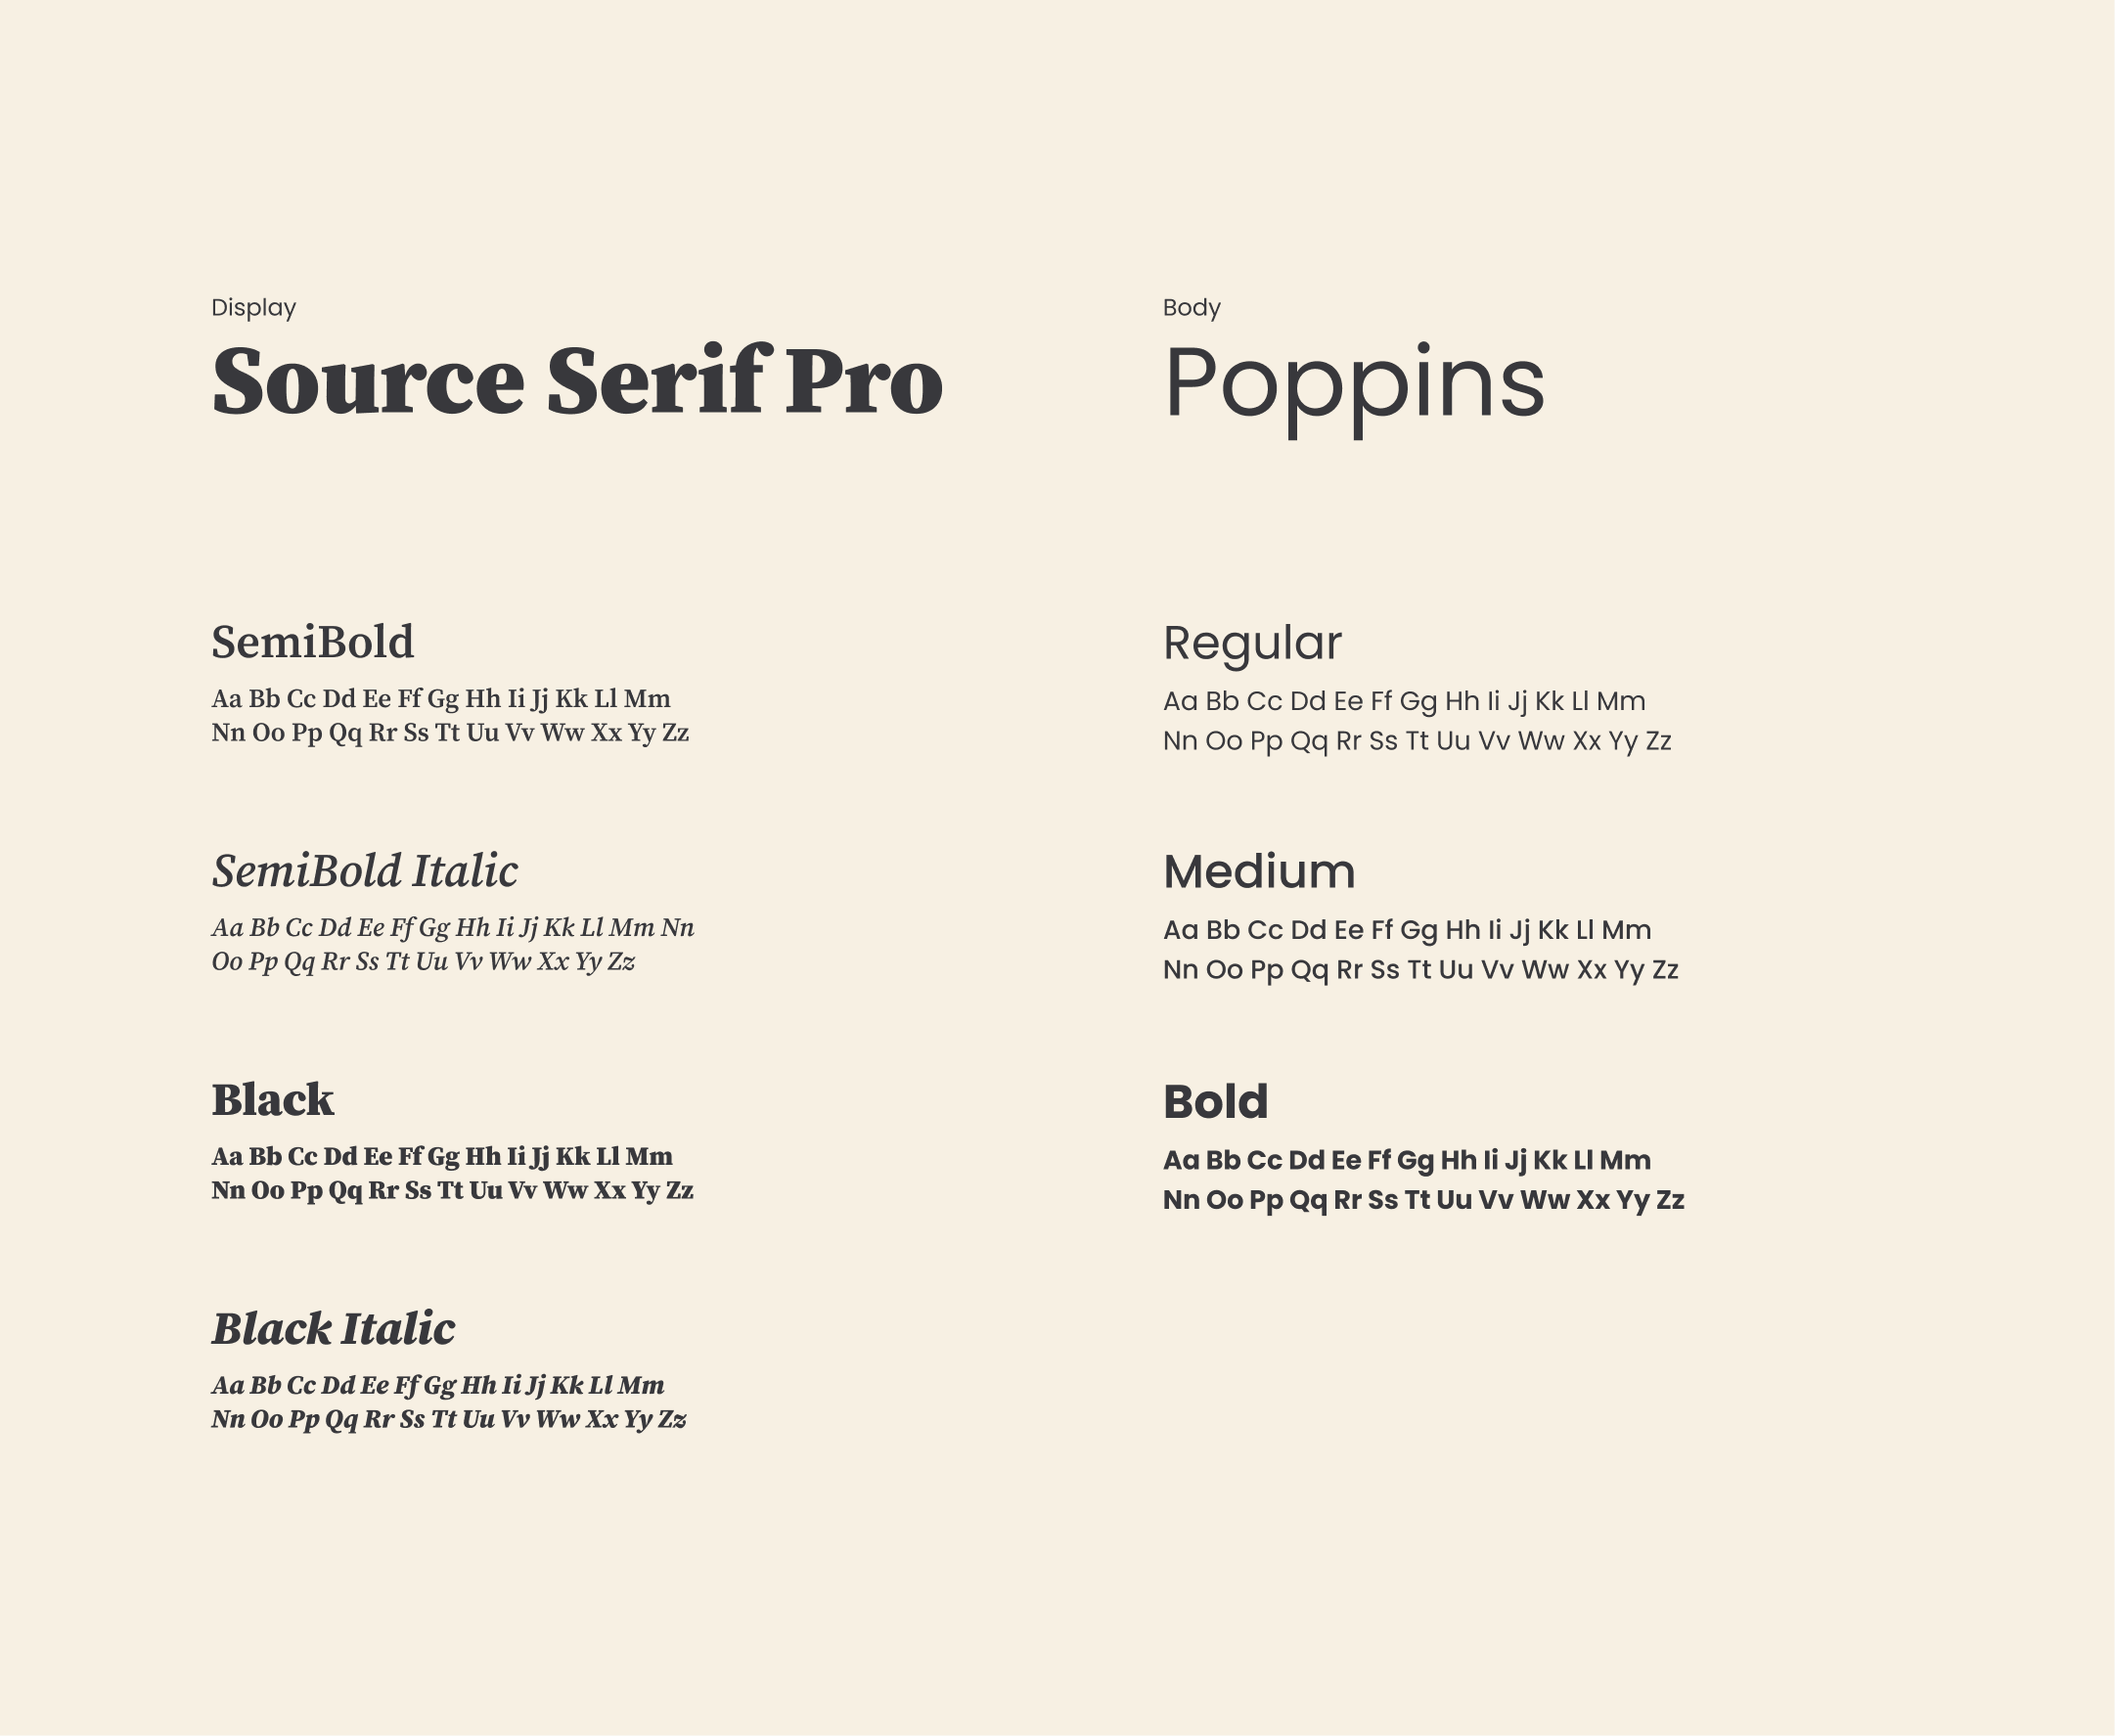 Display
Source Serif Pro
SemiBold
Aa Bb Cc Dd Ee Ff Gg Hh Ii Jj Kk Ll Mm
Nn Oo Pp Qq Rr Ss Tt Uu Vv Ww Xx Yy Zz
SemiBold Italic
Aa Bb Cc Dd Ee Ff Gg Hh Ii Jj Kk Ll Mm Nn
Oo Pp Qq Rr Ss Tt Uu Vv Ww Xx Yy Zz
Black
Aa Bb Cc Dd Ee Ff Gg Hh Ii Jj Kk Ll Mm
Nn Oo Pp Qq Rr Ss Tt Uu Vv Ww Xx Yy Zz
Black Italic
Aa Bb Cc Dd Ee Ff Gg Hh Ii Jj Kk Ll Mm
Nn Oo Pp Qq Rr Ss Tt Uu Vv Ww Xx Yy Zz
Body
Poppins
Regular
Aa Bb Cc Dd Ee Ff Gg Hh Ii Jj Kk Ll Mm
Nn Oo Pp Qq Rr Ss Tt Uu Vv Ww Xx Yy Zz
Medium
Aa Bb Cc Dd Ee Ff Gg Hh Ii Jj Kk Ll Mm
Nn Oo Pp Qq Rr Ss Tt Uu Vv Ww Xx Yy Zz
Bold
Aa Bb Cc Dd Ee Ff Gg Hh Ii Jj Kk Ll Mm
Nn Oo Pp Qq Rr Ss Tt Uu Vv Ww Xx Yy Zz